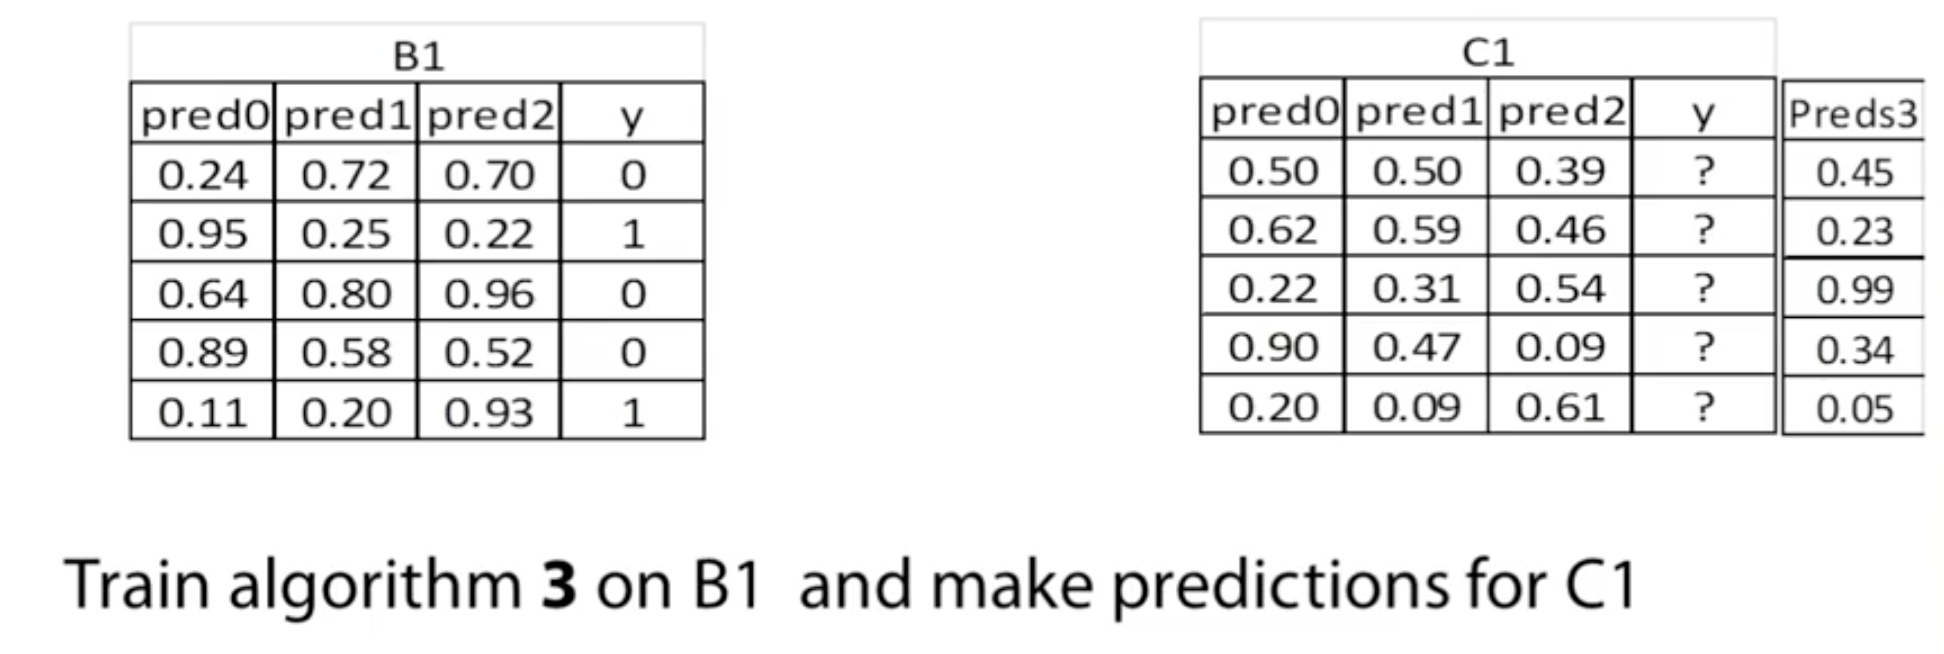 B1
pred0 pred1 pred2 y
0.24 0.72 0.70 0
0.95 0.25 0.22 1
0.64 0.80 0.96 0
0.89 0.58 0.52 0
0.11 0.20 0.93 1
C1
pred0 pred1 pred2 y Preds3
0.50 0.50 0.39 ? 0.45
0.62 0.59 0.46 ? 0.23
0.22 0.31 0.54 ? 0.99
0.90 0.47 0.09 ? 0.34
0.20 0.09 0.61 ? 0.05
Train algorithm 3 on B1 and make predictions for C1